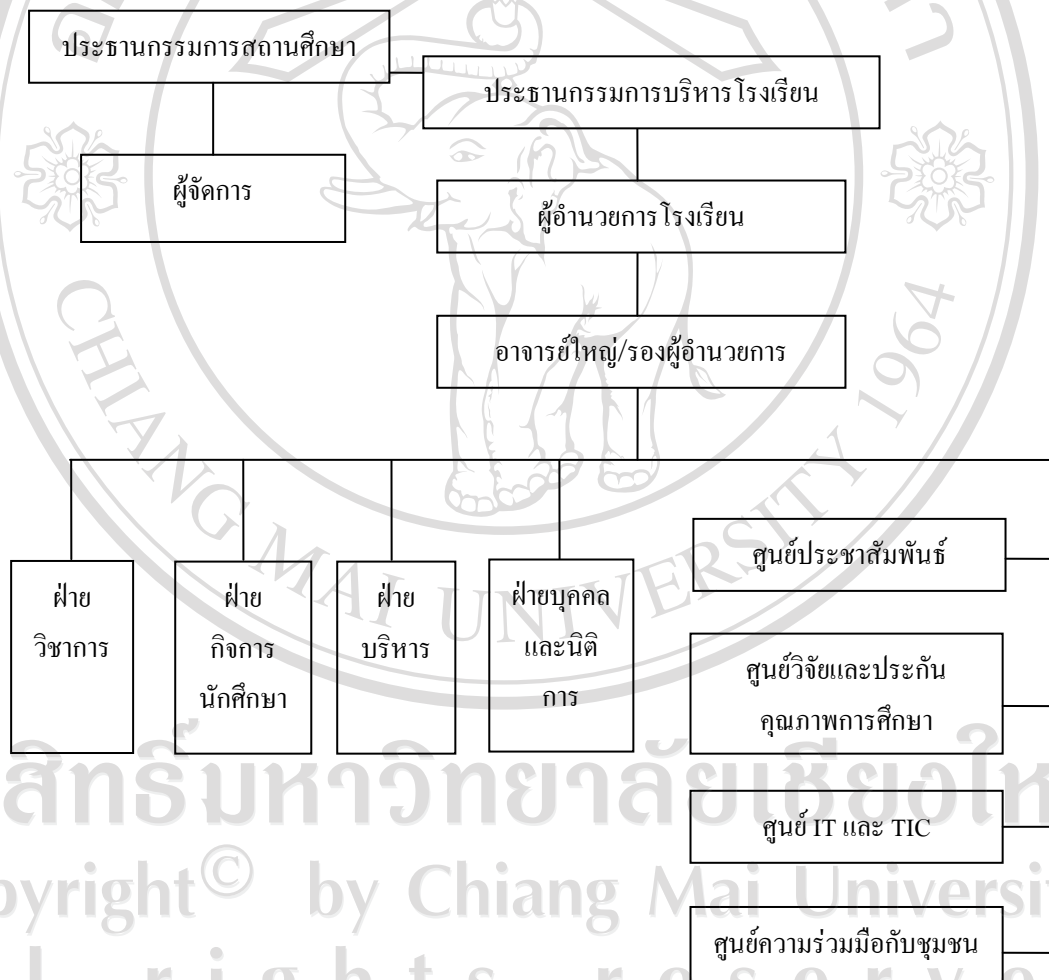 ประธานกรรมการสถานศึกษา
ประธานกรรมการบริหารโรงเรียน
ผู้จัดการ
ผู้อำนวยการโรงเรียน
อาจารย์ใหญ่/รองผู้อำนวยการ
ฝ่าย
วิชาการ
ฝ่าย
กิจการ
นักศึกษา
ฝ่าย
บริหาร
ฝ่ายบุคคล
และนิติ
การ
ศูนย์ประชาสัมพันธ์
ศูนย์วิจัยและประกัน
คุณภาพการศึกษา
ศูนย์ IT และ TIC
ศูนย์ความร่วมมือกับชุมชน
CHIANG MAI UNIVERSITY 1964
สิทธิ์มหาวิทยาลัยเชียงให
pyright© by Chiang Mai Universi
rights